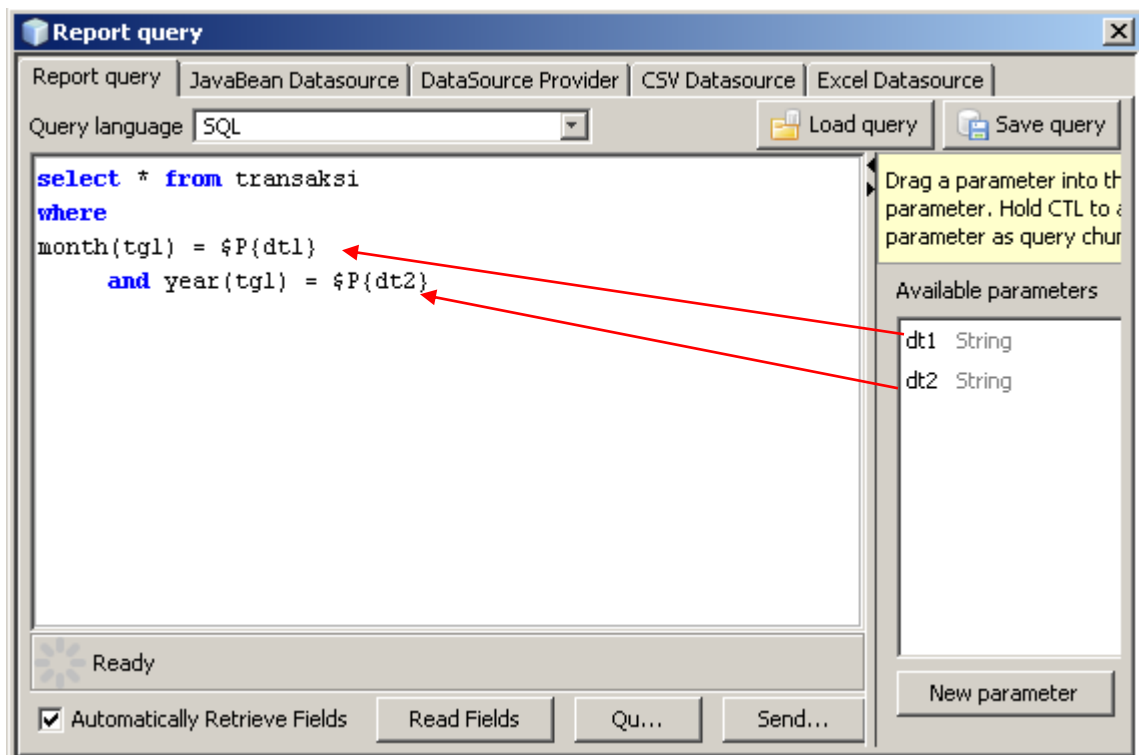 Report query
Report query JavaBean Datasource DataSource Provider CSV Datasource Excel Datasource
Query language SQL Load query Save query
select * from transaksi
where
month(tgl) = $P{dt1}
and year(tgl) = $P{dt2}
Drag a parameter into th
parameter. Hold CTL to a
parameter as query chun
Available parameters
dt1 String
dt2 String
Ready
New parameter
Automatically Retrieve Fields Read Fields Qu... Send...